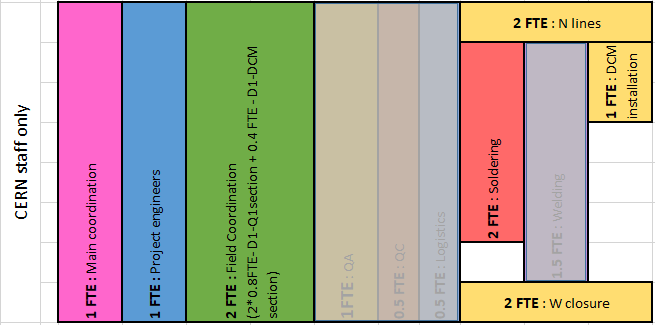 CERN staff only
1 FTE : Main coordination
1 FTE : Project engineers
2 FTE : Field Coordination
(2*0.8FTE- D1-Q1section + 0.4 FTE - D1-DCM
section)
1 FTE : QA
0.5 FTE : QC
0.5 FTE : Logistics
2 FTE : N lines
2 FTE : Soldering
1.5 FTE : Welding
1 FTE : DCM
installation
2 FTE : W closure